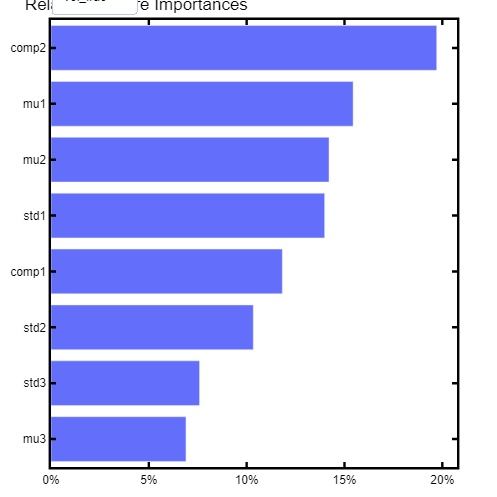 Rela re Importances
comp2
mu1
mu2
std1
comp1
std2
std3
mu3
0% 5% 10% 15% 20%